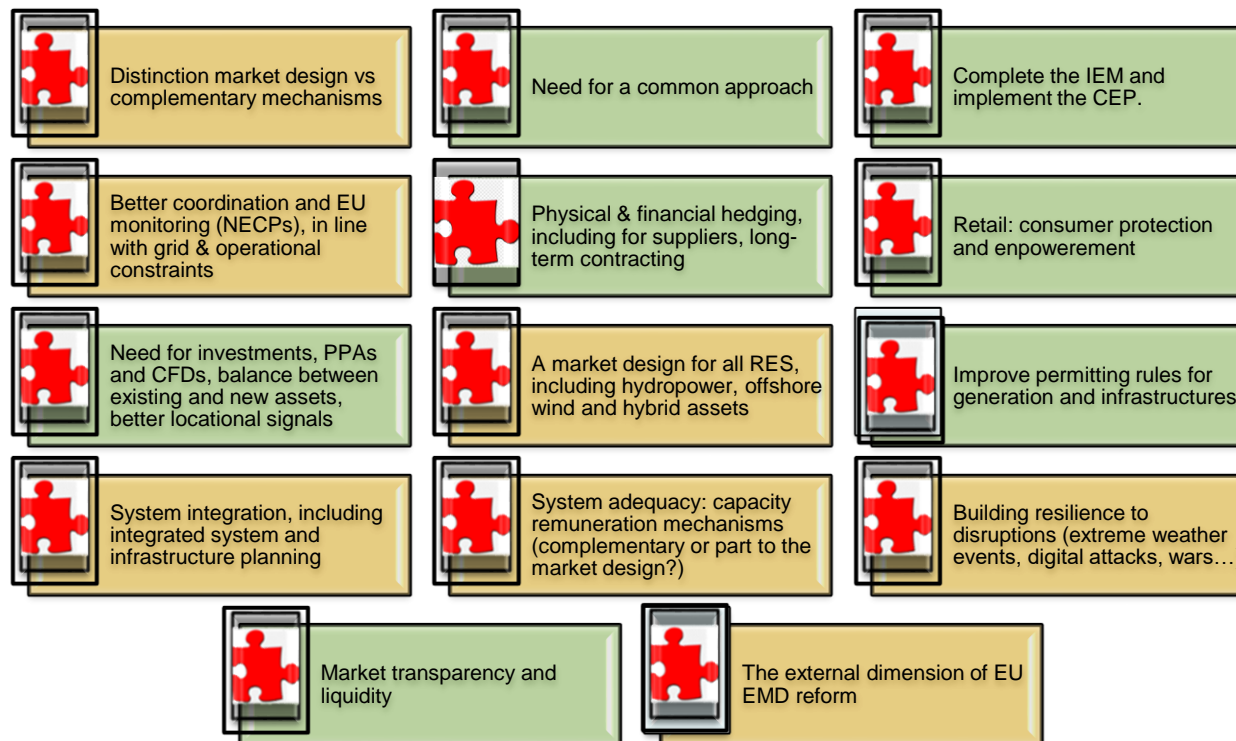 Distinction market design vs
complementary mechanisms
Need for a common approach
Complete the IEM and
implement the CEP.
Better coordination and EU
monitoring (NECPs), in line
with grid & operational
constraints
Physical & financial hedging,
including for suppliers, long-
term contracting
Retail: consumer protection
and enpowerement
Need for investments, PPAs
and CFDs, balance between
existing and new assets,
better locational signals
A market design for all RES,
including hydropower, offshore
wind and hybrid assets
Improve permitting rules for
generation and infrastructures
System integration, including
integrated system and
infrastructure planning
System adequacy: capacity
remuneration mechanisms
(complementary or part to the
market design?)
Building resilience to
disruptions (extreme weather
events, digital attacks, wars…
Market transparency and
liquidity
The external dimension of EU
EMD reform